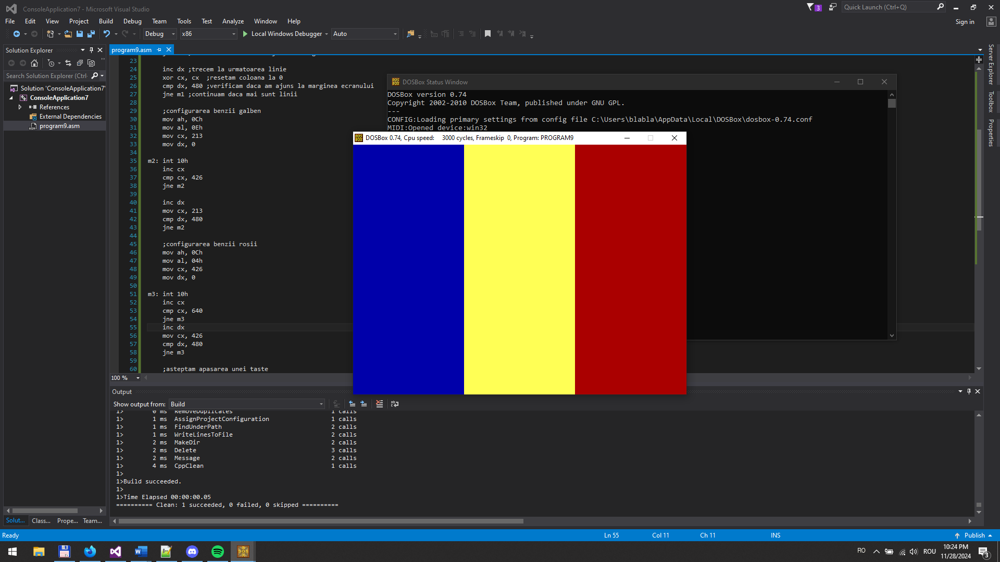 ConsoleApplication7 - Microsoft Visual Studio
3
Quick Launch (Ctrl+Q)
File Edit View Project Build Debug Team Tools Test Analyze Window Help
Sign in
Debug x86 Local Windows Debugger Auto
Solution Explorer
program9.asm
Search Solution Explorer (Ctrl-
Solution 'ConsoleApplication7'
ConsoleApplication7
References
External Dependencies
program9.asm
23
24 inc dx ;trecem la urmatoarea linie
25 xor cx, cx ;resetam coloana la 0
26 cmp dx, 480 ;verificam daca am ajuns la marginea ecranului
27 jne m1 ;continuam daca mai sunt linii
28
29 ;configurarea benzii galben
30 mov ah, 0Ch
31 mov al, 0Eh
32 mov cx, 213
33 mov dx, 0
34
35 m2: int 10h
36 inc cx
37 cmp cx, 426
38 jne m2
39
40 inc dx
41 mov cx, 213
42 cmp dx, 480
43 jne m2
44
45 ;configurarea benzii rosii
46 mov ah, 0Ch
47 mov al, 04h
48 mov cx, 426
49 mov dx, 0
50
51 m3: int 10h
52 inc cx
53 cmp cx, 640
54 jne m3
55 inc dx
56 mov cx, 426
57 cmp dx, 480
58 jne m3
59
60 ;asteptam apasarea unei taste
100 %
DOSBox Status Window
DOSBox version 0.74
Copyright 2002-2010 DOSBox Team, published under GNU GPL.
---
CONFIG:Loading primary settings from config file C:\Users\blabla\AppData\Local\DOSBox\dosbox-0.74.conf
MIDI:Opened device:win32
DOSBox 0.74, Cpu speed: 3000 cycles, Frameskip 0, Program: PROGRAM9
Server Explorer
Toolbox
Properties
Output
Show output from: Build
1> 0 ms RemoveDuplicates 1 calls
1> 1 ms AssignProjectConfiguration 1 calls
1> 1 ms FindUnderPath 2 calls
1> 1 ms WriteLinesToFile 2 calls
1> 2 ms MakeDir 2 calls
1> 2 ms Delete 3 calls
1> 2 ms Message 2 calls
1> 4 ms CppClean 1 calls
1>
1>Build succeeded.
1>
1>Time Elapsed 00:00:00.05
========== Clean: 1 succeeded, 0 failed, 0 skipped ==========
Solut... Class... Prope... Team...
Ready Ln 55 Col 11 Ch 11 INS Publish
RO ROU
10:24 PM
11/28/2024
3